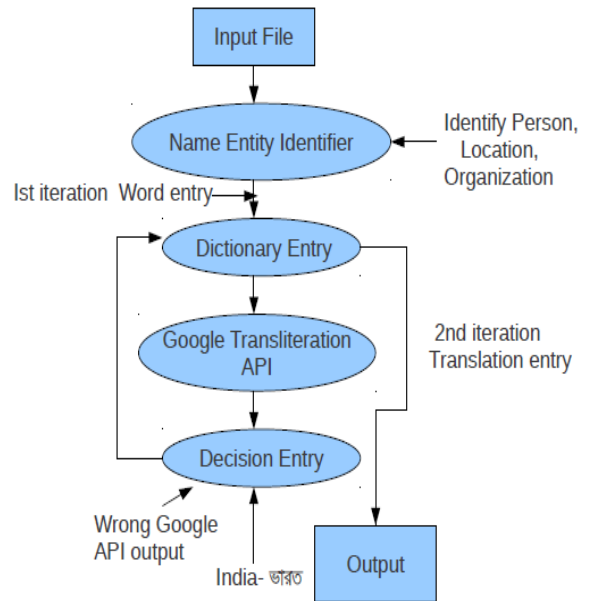 Input File
Name Entity Identifier
Identify Person,
Location,
Organization
Ist iteration Word entry
Dictionary Entry
Google Transliteration
API
2nd iteration
Translation entry
Decision Entry
Wrong Google
API output
India- ভারত
Output